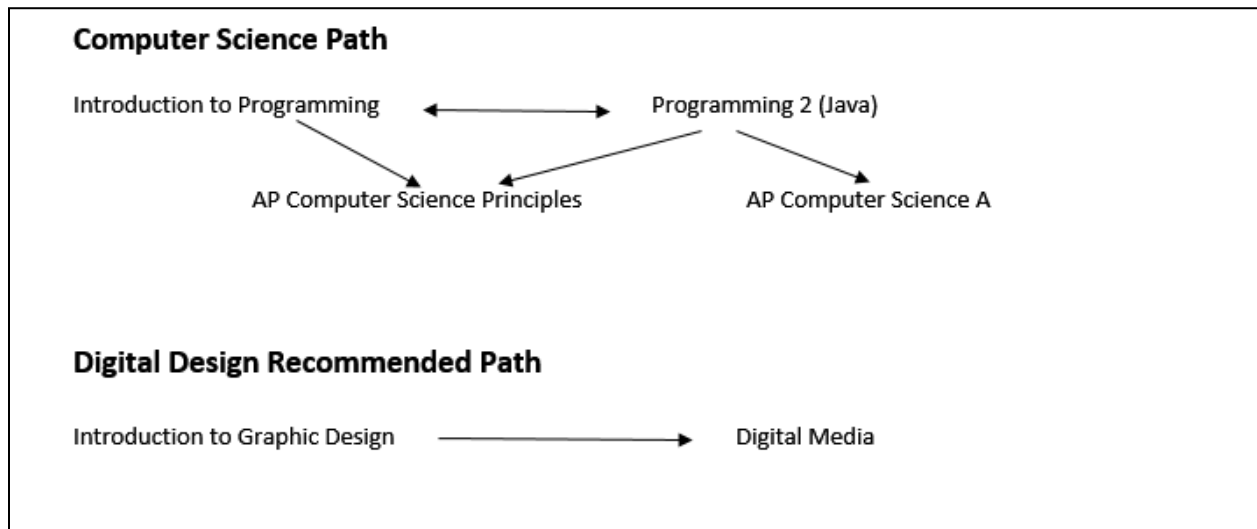 Computer Science Path
Introduction to Programming Programming 2 (Java)
AP Computer Science Principles AP Computer Science A
Digital Design Recommended Path
Introduction to Graphic Design Digital Media